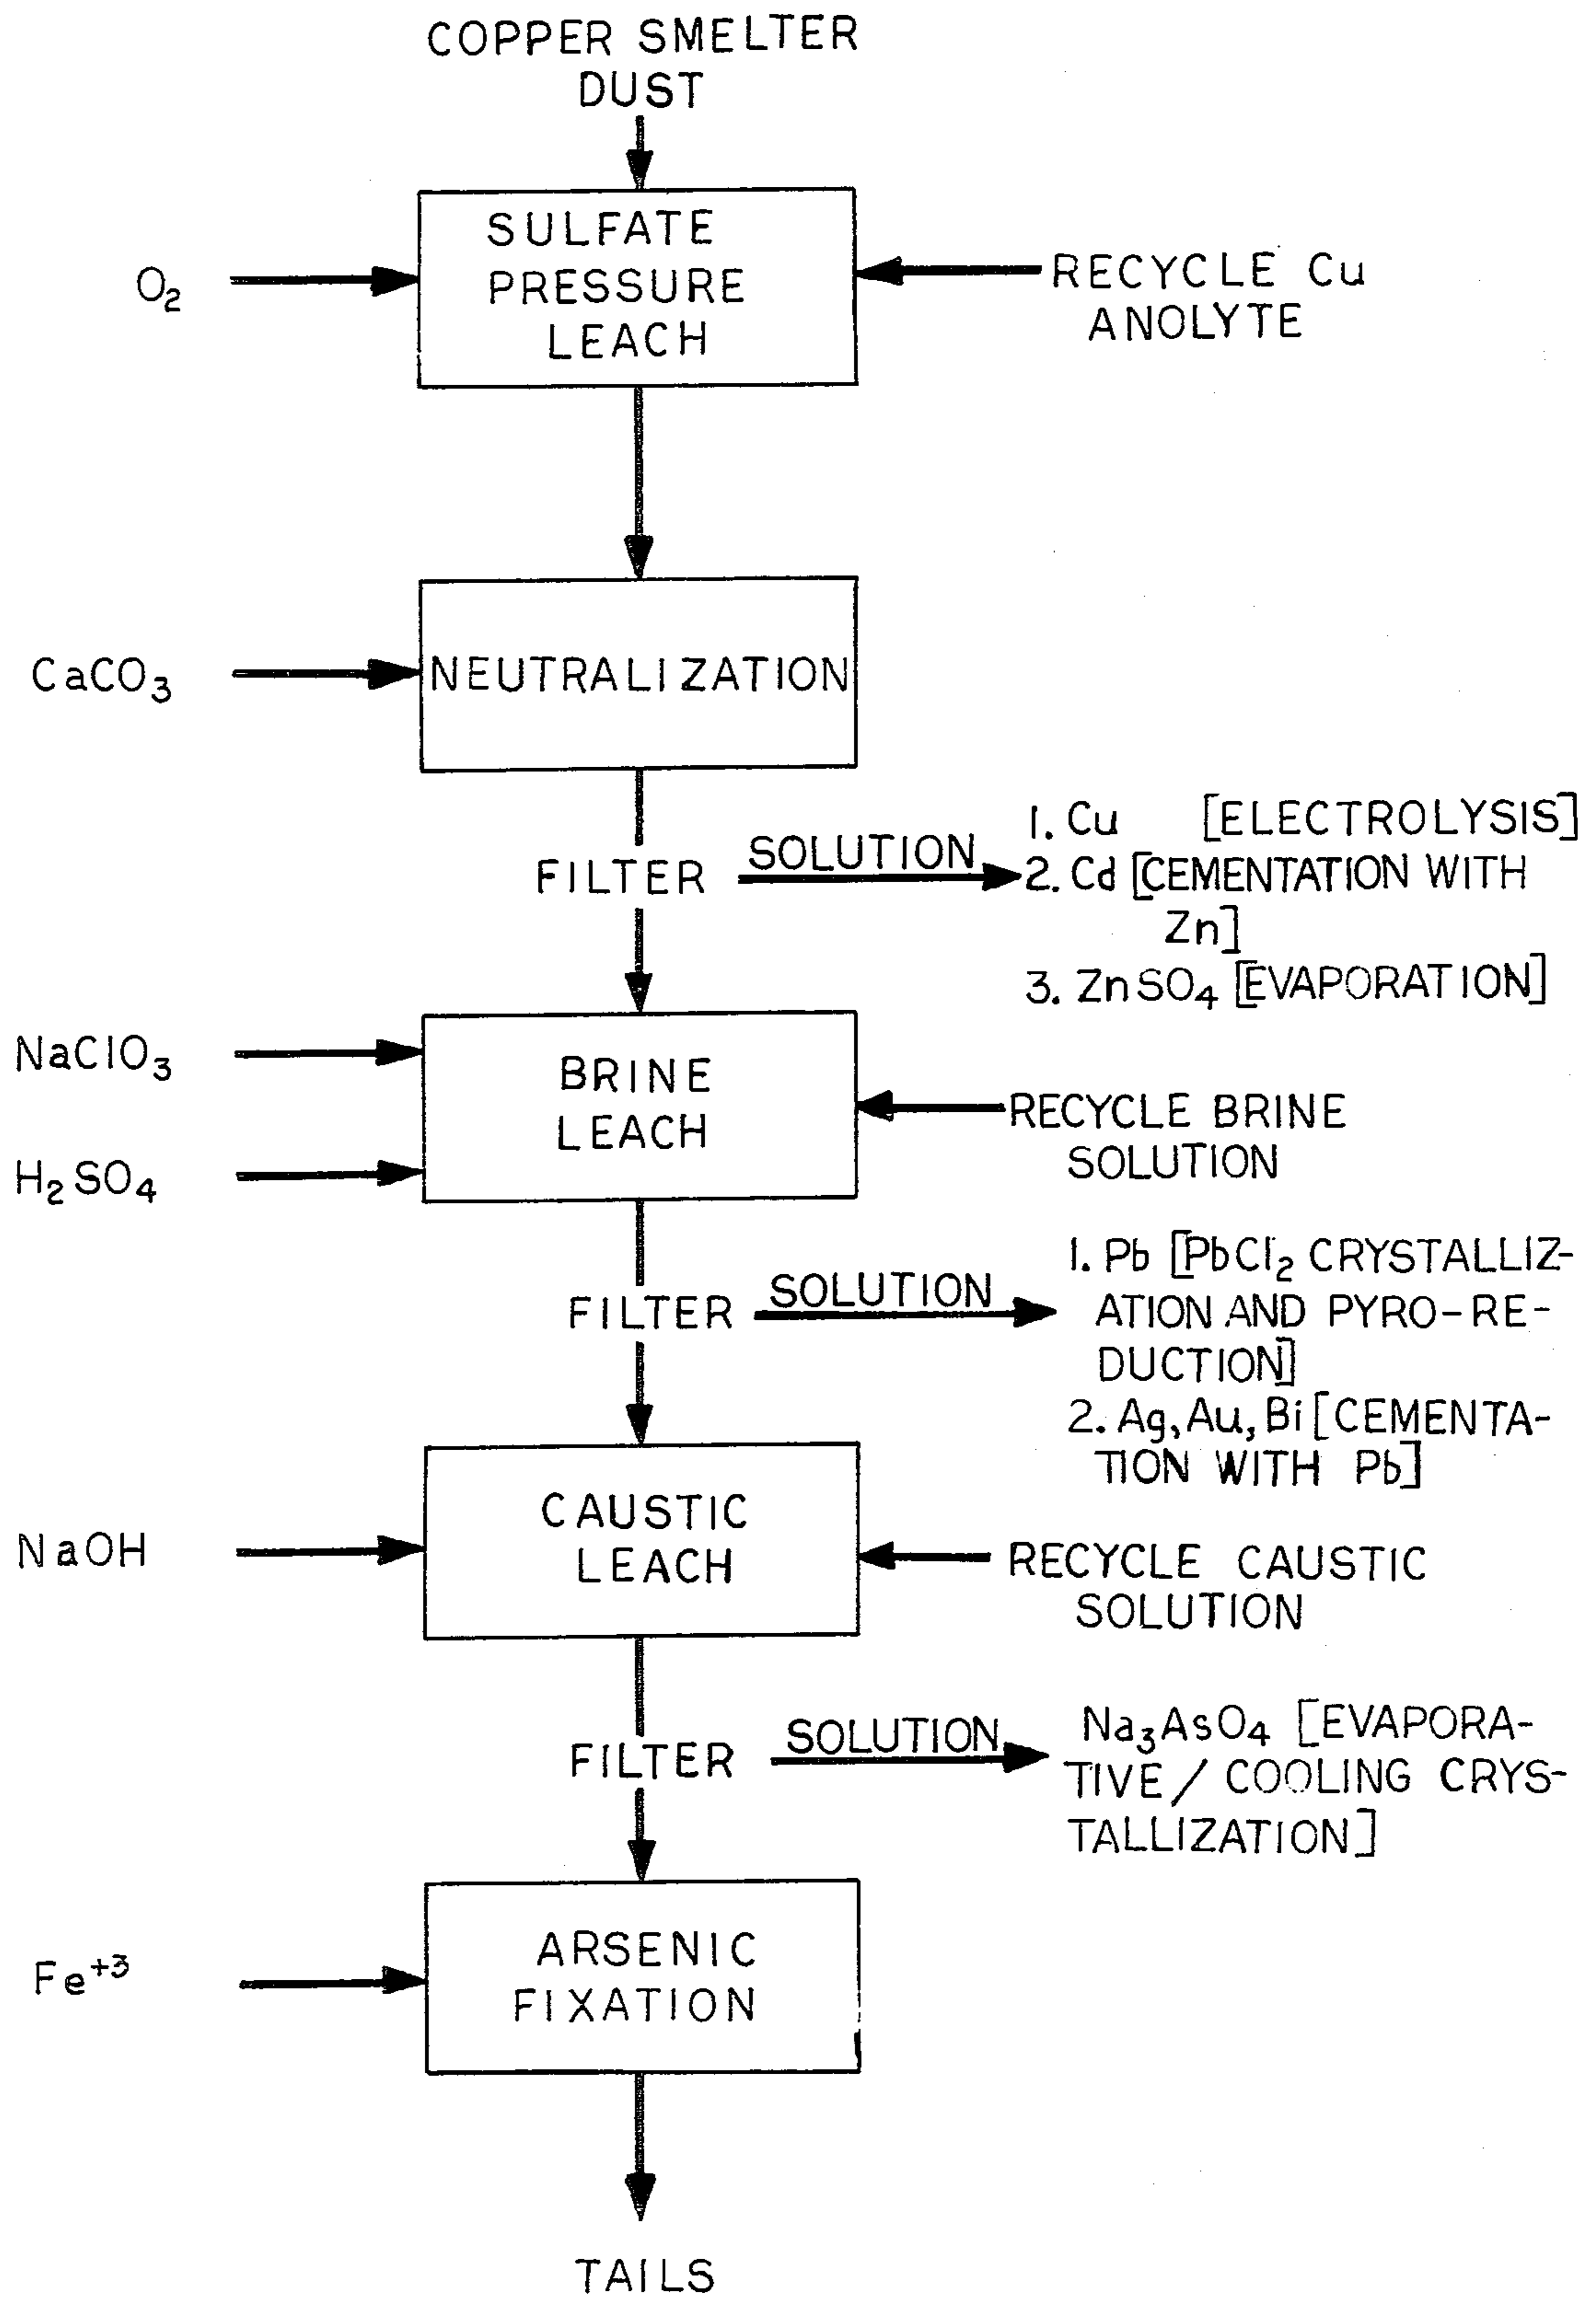 COPPER SMELTER
DUST
SULFATE
PRESSURE
LEACH
O₂
RECYCLE Cu
ANOLYTE
CaCO₃
NEUTRALIZATION
FILTER
SOLUTION
1. Cu [ELECTROLYSIS]
2. Cd [CEMENTATION WITH
Zn]
3. ZnSO₄ [EVAPORATION]
NaClO₃
H₂SO₄
BRINE
LEACH
RECYCLE BRINE
SOLUTION
FILTER
SOLUTION
1. Pb [PbCl₂ CRYSTALLIZ-
ATION AND PYRO-RE-
DUCTION]
2. Ag, Au, Bi [CEMENTA-
TION WITH Pb]
NaOH
CAUSTIC
LEACH
RECYCLE CAUSTIC
SOLUTION
FILTER
SOLUTION
Na₃AsO₄ [EVAPORA-
TIVE / COOLING CRYS-
TALLIZATION]
Fe⁺³
ARSENIC
FIXATION
TAILS